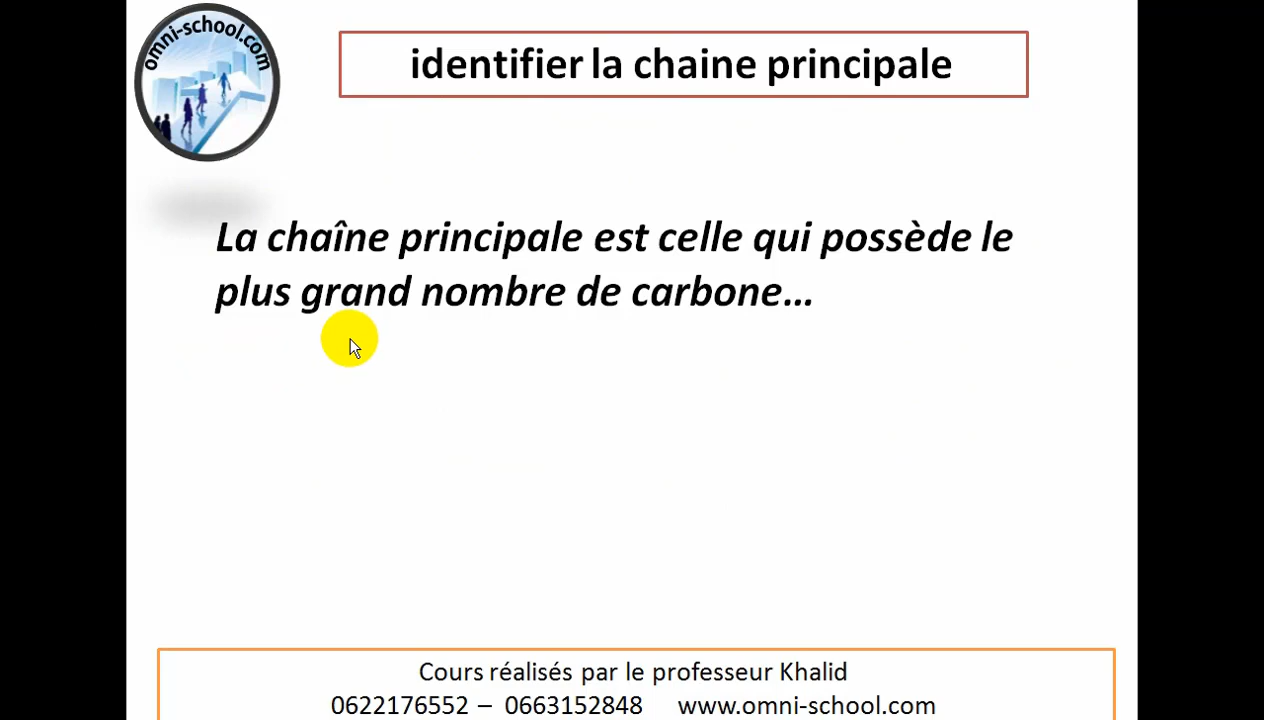 omni-school.com
identifier la chaine principale
La chaîne principale est celle qui possède le
plus grand nombre de carbone...
Cours réalisés par le professeur Khalid
0622176552 – 0663152848 www.omni-school.com